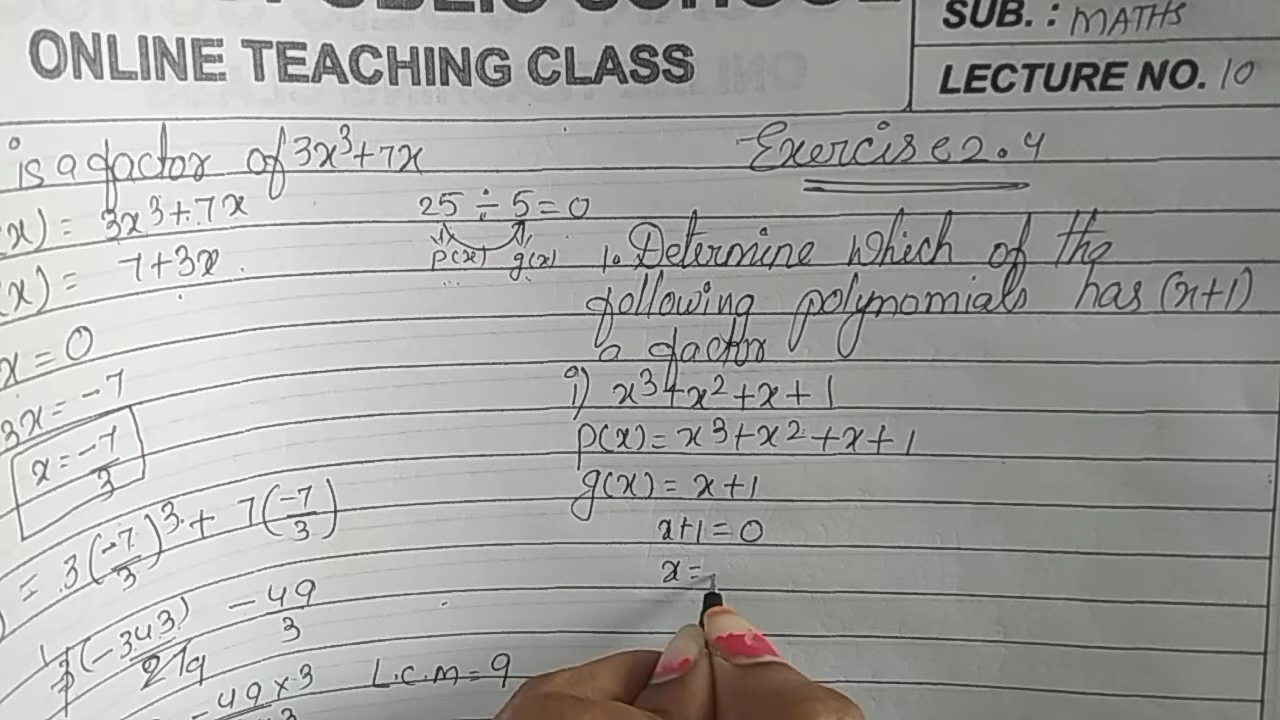 ONLINE TEACHING CLASS
SUB. : MATHS
LECTURE NO. 10
is a factor of 3x³+7x
x) = 3x³+7x
x) = 7+3x
x = 0
3x = -7
x = -7/3
= 3(-7/3)³ + 7(-7/3)
3(-343) - 49/3
-49×3
L.C.M = 9
25 ÷ 5 = 0
p(x) g(x)
Exercise 2.4
1. Determine which of the
following polynomials has (x+1)
a factor
i) x³+x²+x+1
p(x) = x³+x²+x+1
g(x) = x+1
x+1 = 0
x =